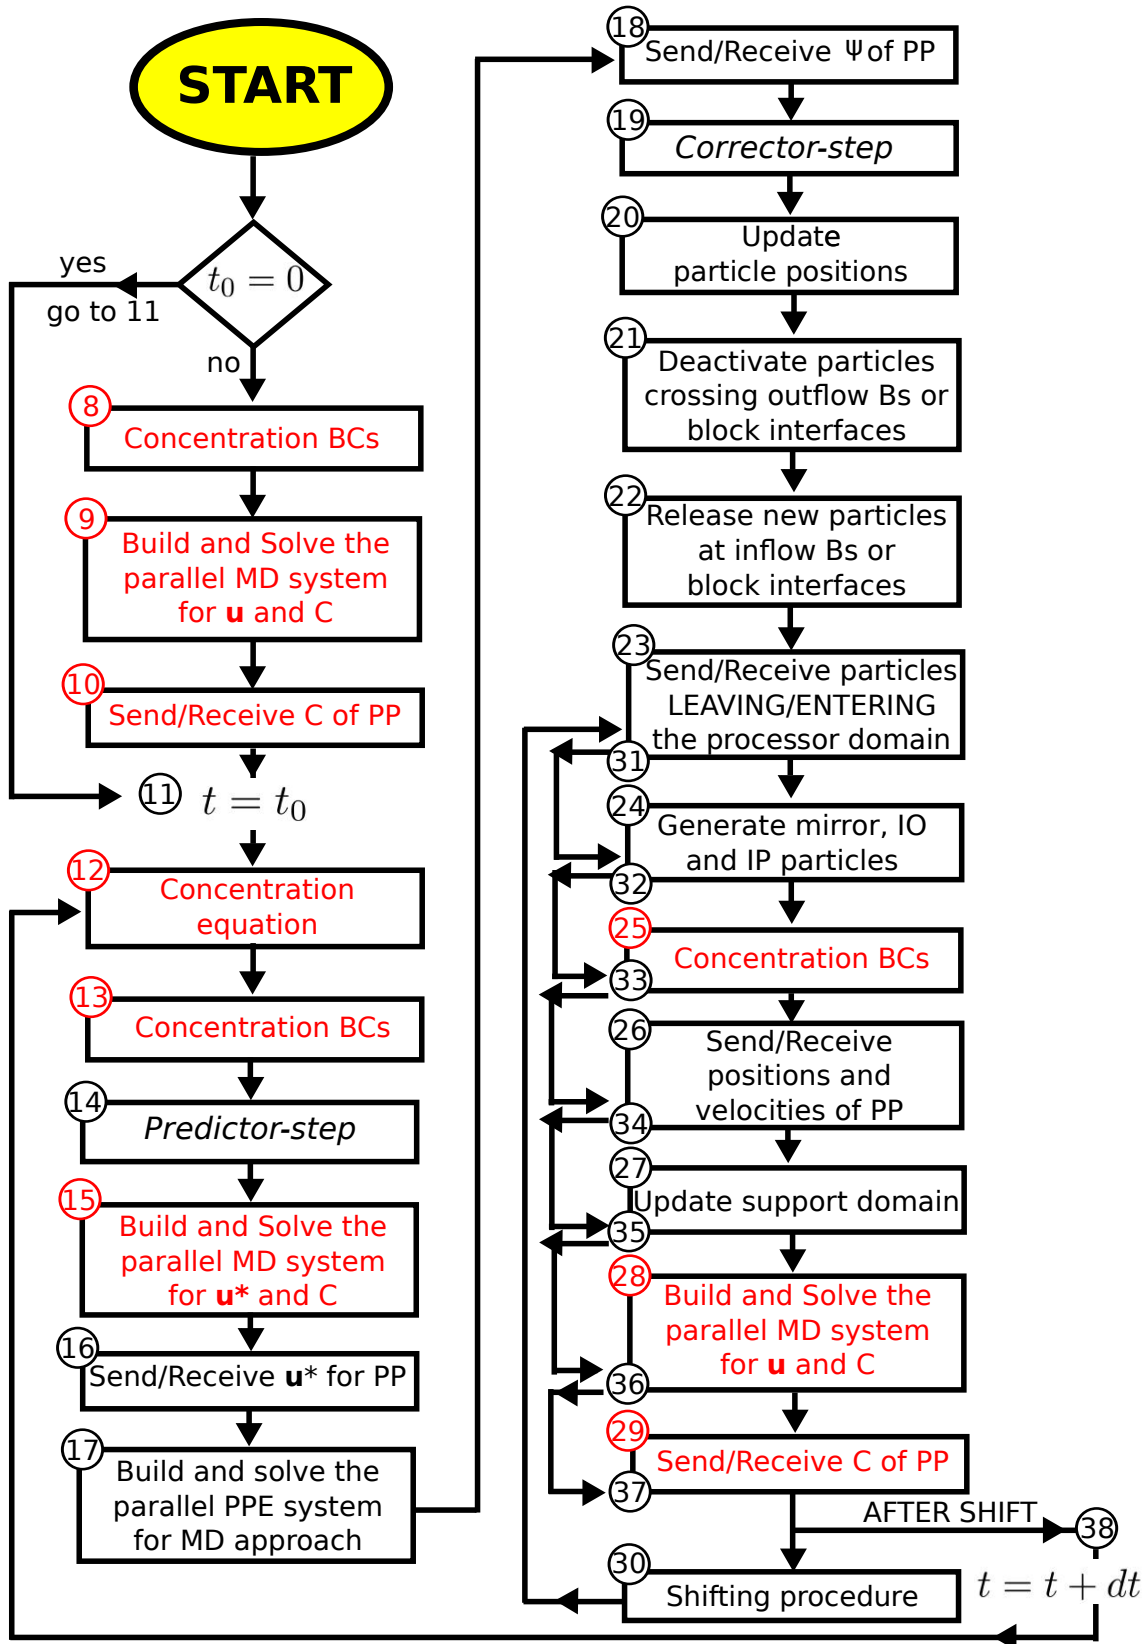 START
t₀ = 0
yes
go to 11
no
8
Concentration BCs
9
Build and Solve the
parallel MD system
for u and C
10
Send/Receive C of PP
11
t = t₀
12
Concentration
equation
13
Concentration BCs
14
Predictor-step
15
Build and Solve the
parallel MD system
for u* and C
16
Send/Receive u* for PP
17
Build and solve the
parallel PPE system
for MD approach
18
Send/Receive Ψ of PP
19
Corrector-step
20
Update
particle positions
21
Deactivate particles
crossing outflow Bs or
block interfaces
22
Release new particles
at inflow Bs or
block interfaces
23
Send/Receive particles
LEAVING/ENTERING
the processor domain
31
24
Generate mirror, IO
and IP particles
32
25
Concentration BCs
33
26
Send/Receive
positions and
velocities of PP
34
27
Update support domain
35
28
Build and Solve the
parallel MD system
for u and C
36
29
Send/Receive C of PP
37
AFTER SHIFT
38
30
Shifting procedure
t = t + dt